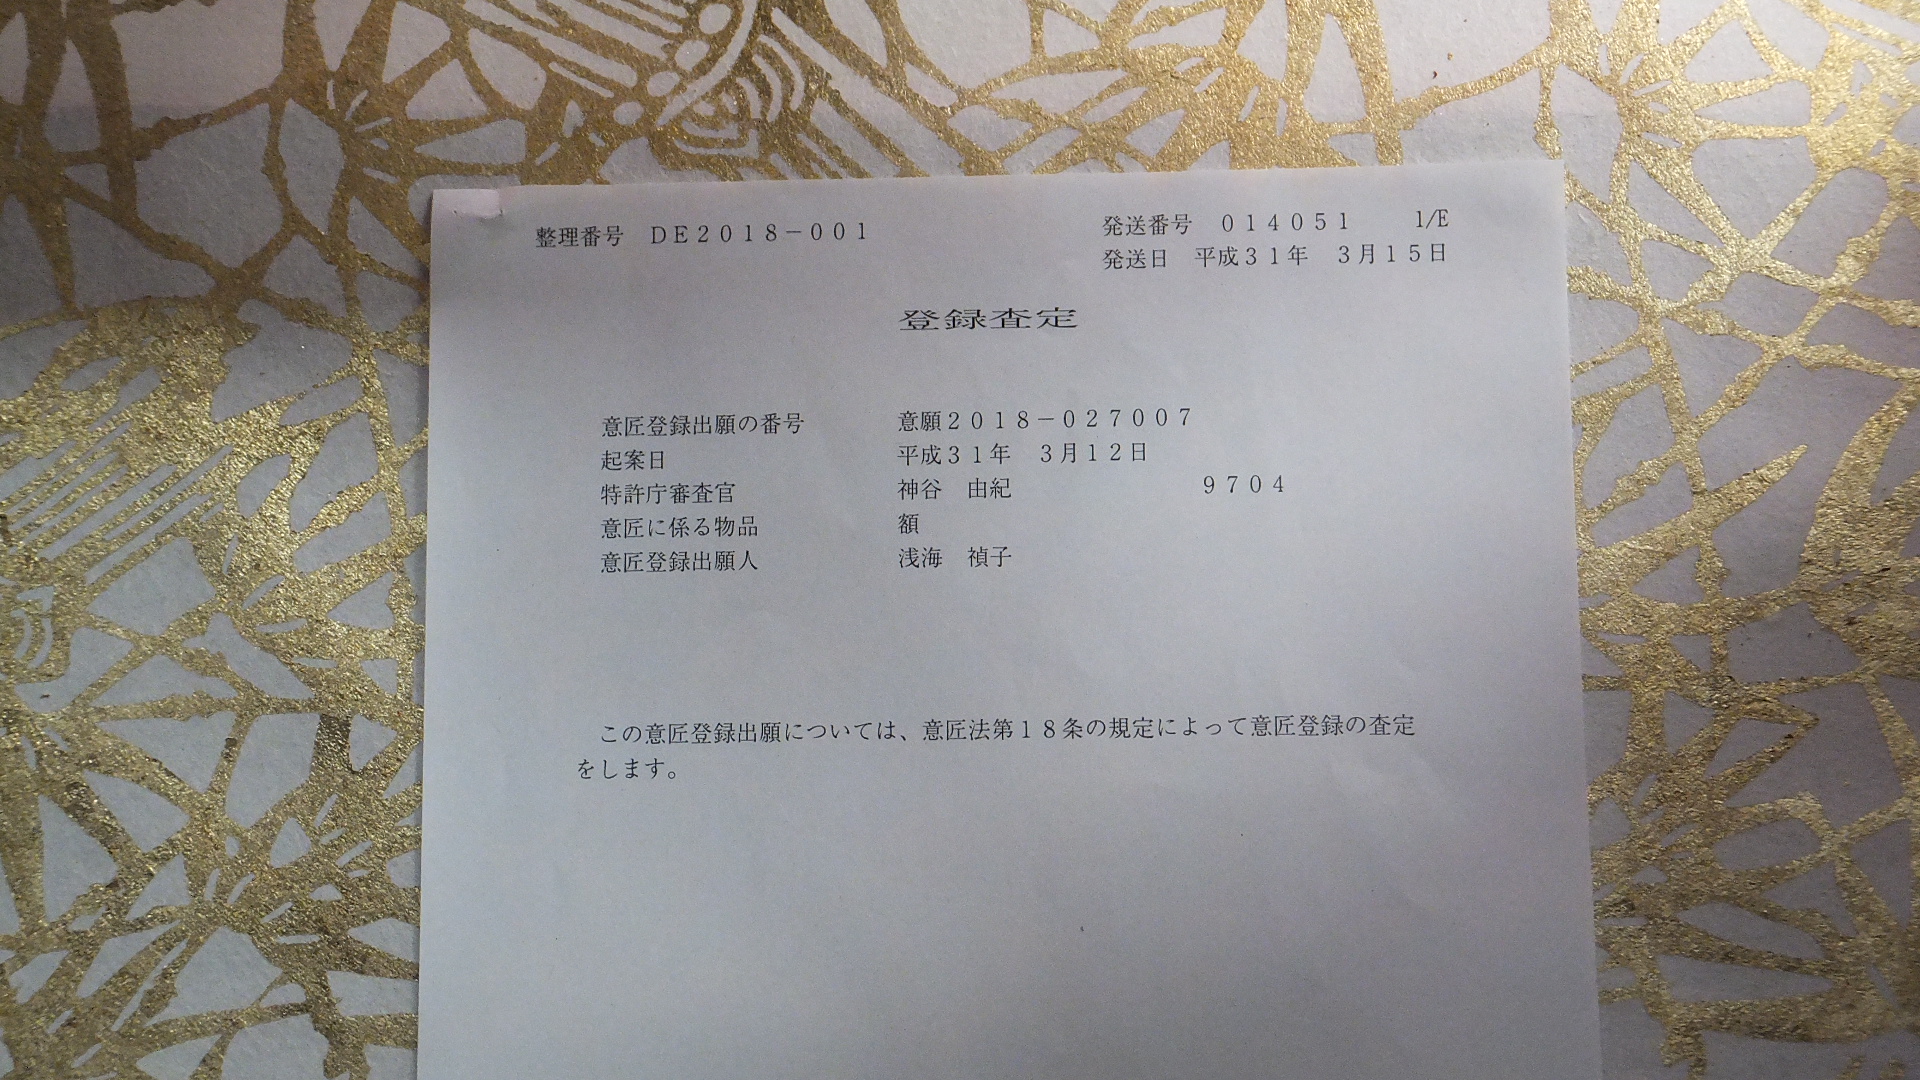 整理番号　ＤＥ２０１８－００１
発送番号　０１４０５１　　1/E
発送日　平成３１年　３月１５日
登録査定
意匠登録出願の番号　意願２０１８－０２７００７
起案日　平成３１年　３月１２日
特許庁審査官　神谷　由紀　９７０４
意匠に係る物品　額
意匠登録出願人　浅海　禎子
この意匠登録出願については、意匠法第１８条の規定によって意匠登録の査定
をします。